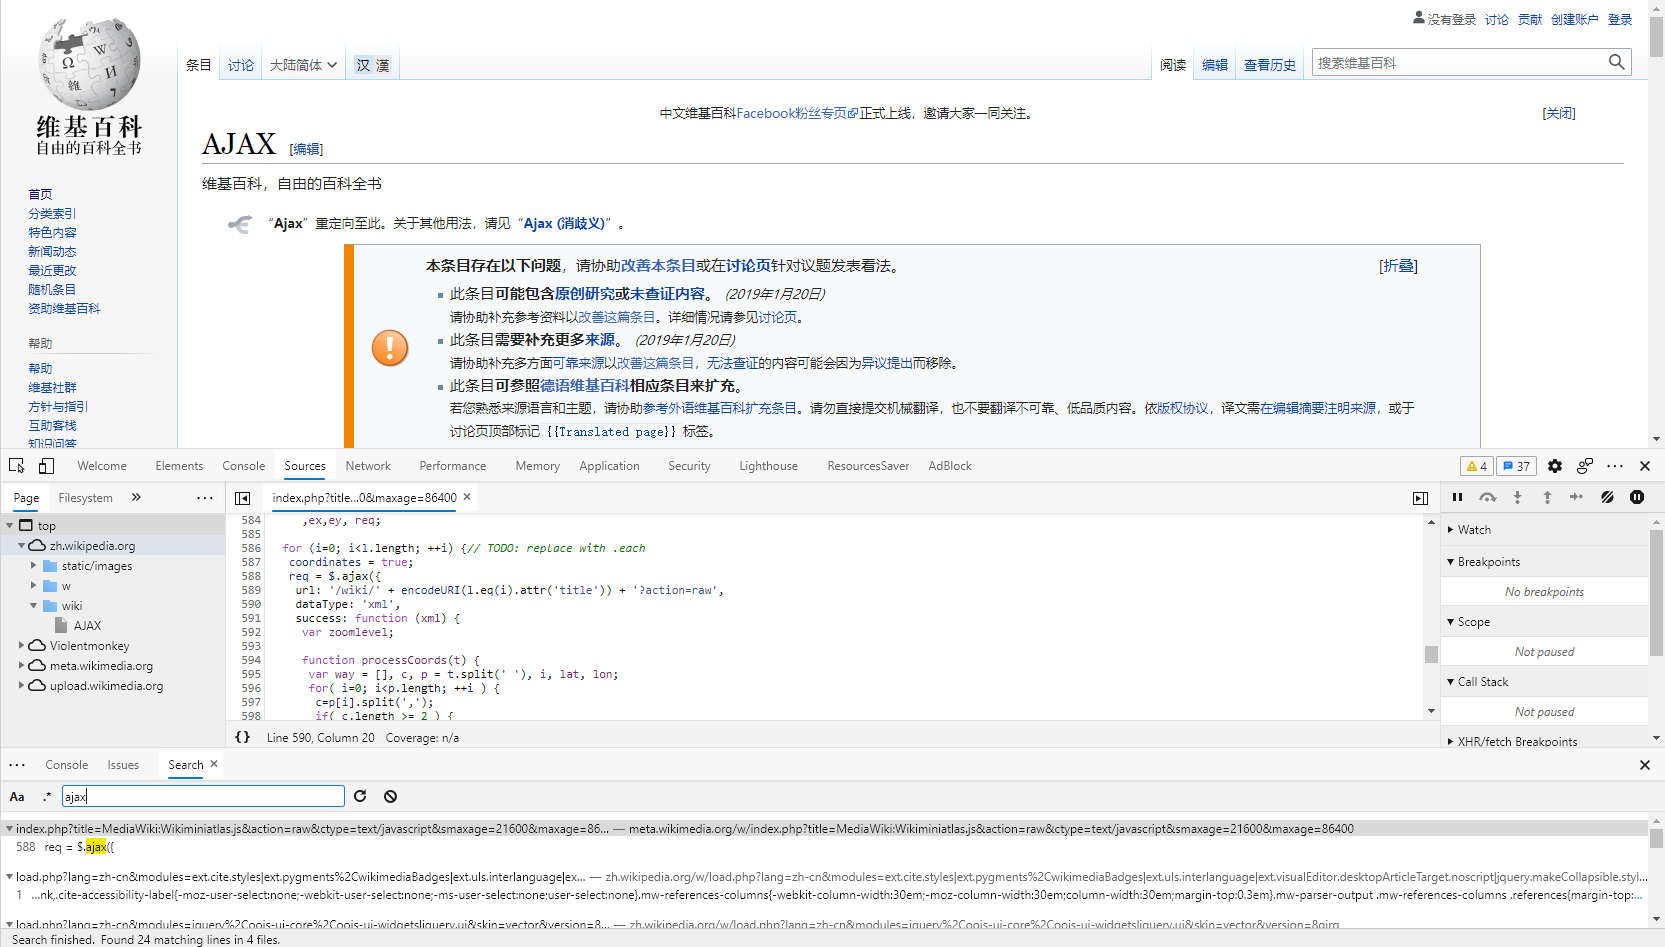 没有登录 讨论 贡献 创建账户 登录
条目 讨论 大陆简体 汉 漢 阅读 编辑 查看历史 搜索维基百科
维基百科
自由的百科全书
中文维基百科Facebook粉丝专页正式上线，邀请大家一同关注。 [关闭]
AJAX [编辑]
维基百科，自由的百科全书
“Ajax”重定向至此。关于其他用法，请见“Ajax (消歧义)”。
首页
分类索引
特色内容
新闻动态
最近更改
随机条目
资助维基百科
帮助
帮助
维基社群
方针与指引
互助客栈
知识问答
本条目存在以下问题，请协助改善本条目或在讨论页针对议题发表看法。 [折叠]
此条目可能包含原创研究或未查证内容。 (2019年1月20日)
请协助补充参考资料以改善这篇条目。详细情况请参见讨论页。
此条目需要补充更多来源。 (2019年1月20日)
请协助补充多方面可靠来源以改善这篇条目，无法查证的内容可能会因为异议提出而移除。
此条目可参照德语维基百科相应条目来扩充。
若您熟悉来源语言和主题，请协助参考外语维基百科扩充条目。请勿直接提交机械翻译，也不要翻译不可靠、低品质内容。依版权协议，译文需在编辑摘要注明来源，或于
讨论页顶部标记 {{Translated page}} 标签。
Welcome Elements Console Sources Network Performance Memory Application Security Lighthouse ResourcesSaver AdBlock 4 37
Page Filesystem » index.php?title...0&maxage=86400
top
zh.wikipedia.org
static/images
w
wiki
AJAX
Violentmonkey
meta.wikimedia.org
upload.wikimedia.org
584 ,ex,ey, req;
585
586 for (i=0; i<l.length; ++i) {// TODO: replace with .each
587 coordinates = true;
588 req = $.ajax({
589 url: '/wiki/' + encodeURI(l.eq(i).attr('title')) + '?action=raw',
590 dataType: 'xml',
591 success: function (xml) {
592 var zoomlevel;
593
594 function processCoords(t) {
595 var way = [], c, p = t.split(' '), i, lat, lon;
596 for( i=0; i<p.length; ++i ) {
597 c=p[i].split(',');
598 if( c.length >= 2 ) {
{} Line 590, Column 20 Coverage: n/a
Watch
Breakpoints
No breakpoints
Scope
Not paused
Call Stack
Not paused
XHR/fetch Breakpoints
Console Issues Search
Aa .* ajax
index.php?title=MediaWiki:Wikiminiatlas.js&action=raw&ctype=text/javascript&smaxage=21600&maxage=86... — meta.wikimedia.org/w/index.php?title=MediaWiki:Wikiminiatlas.js&action=raw&ctype=text/javascript&smaxage=21600&maxage=86400
588 req = $.ajax({
load.php?lang=zh-cn&modules=ext.cite.styles|ext.pygments%2CwikimediaBadges|ext.uls.interlanguage|ex... — zh.wikipedia.org/w/load.php?lang=zh-cn&modules=ext.cite.styles|ext.pygments%2CwikimediaBadges|ext.uls.interlanguage|ext.visualEditor.desktopArticleTarget.noscript|jquery.makeCollapsible.styl...
1 ...nk,.cite-accessibility-label{-moz-user-select:none;-webkit-user-select:none;-ms-user-select:none;user-select:none}.mw-references-columns{-webkit-column-width:30em;-moz-column-width:30em;column-width:30em;margin-top:0.3em}.mw-parser-output .mw-references-columns .references{margin-top:...
load.php?lang=zh-cn&modules=jquery%2Coojs-ui-core%2Coojs-ui-widgets|jquery.ui&skin=vector&version=8... — zh.wikipedia.org/w/load.php?lang=zh-cn&modules=jquery%2Coojs-ui-core%2Coojs-ui-widgets|jquery.ui&skin=vector&version=8qirg
Search finished. Found 24 matching lines in 4 files.